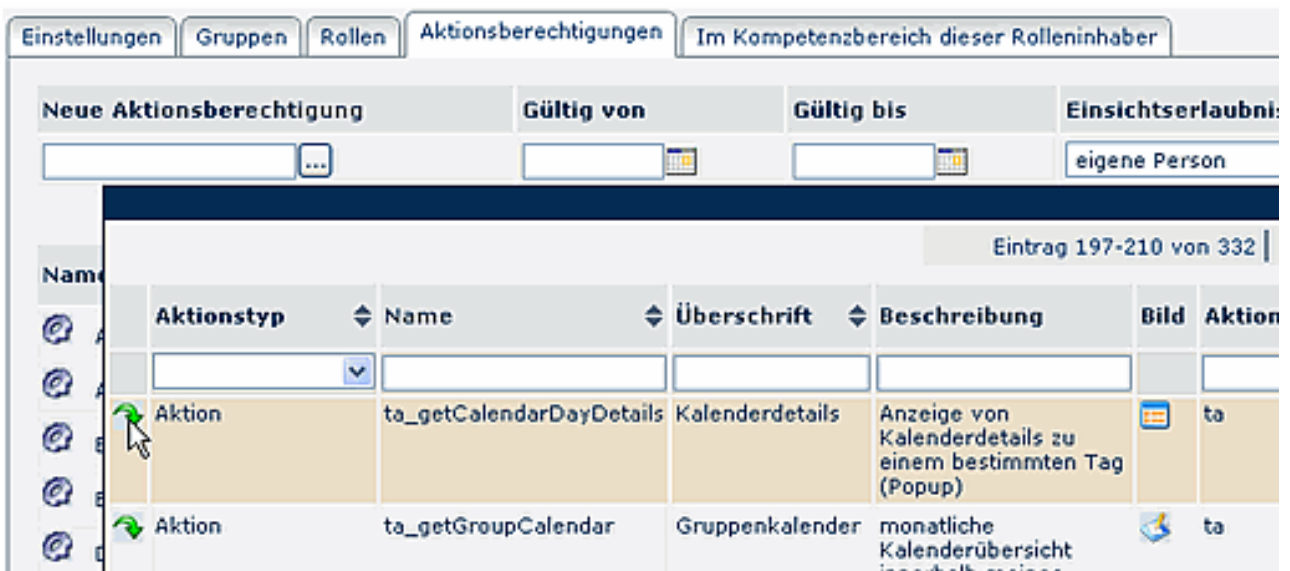 Einstellungen Gruppen Rollen Aktionsberechtigungen Im Kompetenzbereich dieser Rolleninhaber
Neue Aktionsberechtigung Gültig von Gültig bis
... eigene Person
Eintrag 197-210 von 332
Aktionstyp Name Überschrift Beschreibung Bild Aktion
Aktion ta_getCalendarDayDetails Kalenderdetails Anzeige von ta
Kalenderdetails zu
einem bestimmten Tag
(Popup)
Aktion ta_getGroupCalendar Gruppenkalender monatliche ta
Kalenderübersicht